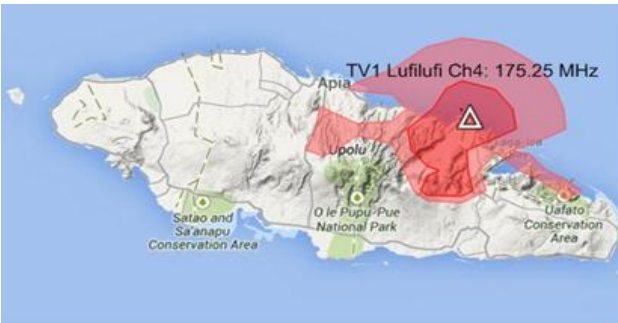 TV1 Lufilufi Ch4: 175.25 MHz
Apia
Upolu
Satao and
Sa'anapu
Conservation Area
O le Pupu-Pue
National Park
Uafato
Conservation
Area